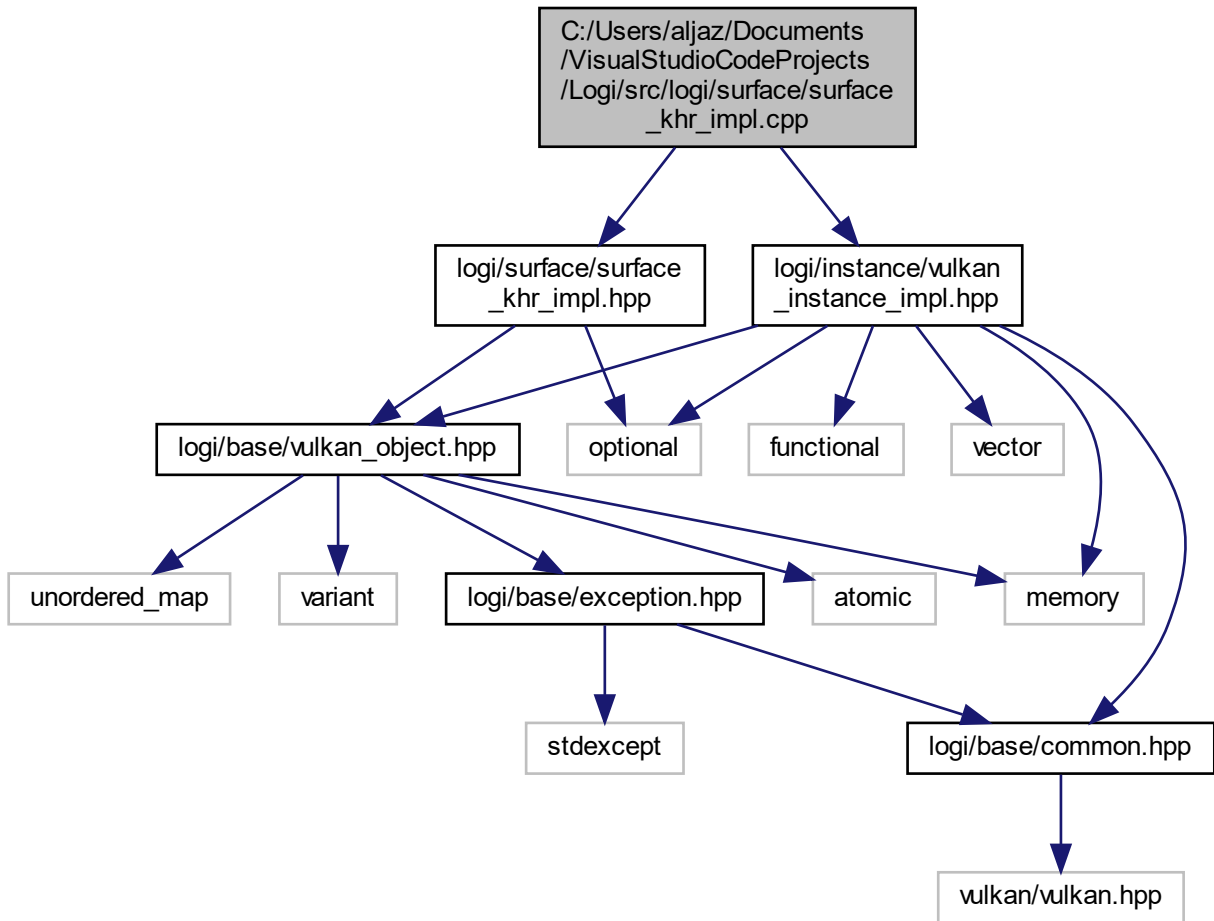 C:/Users/aljaz/Documents
/VisualStudioCodeProjects
/Logi/src/logi/surface/surface
_khr_impl.cpp
logi/surface/surface
_khr_impl.hpp
logi/instance/vulkan
_instance_impl.hpp
logi/base/vulkan_object.hpp
optional
functional
vector
unordered_map
variant
logi/base/exception.hpp
atomic
memory
stdexcept
logi/base/common.hpp
vulkan/vulkan.hpp